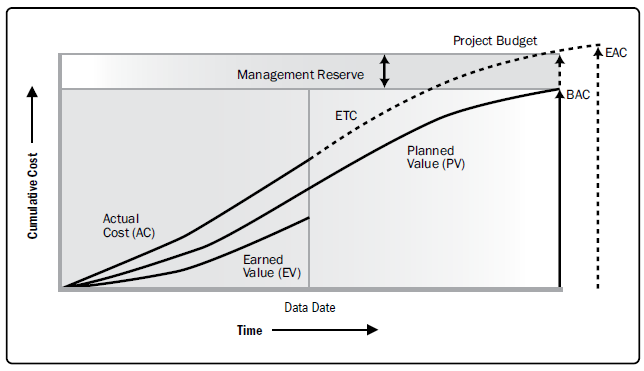 Project Budget
EAC
Management Reserve
BAC
ETC
Planned
Value (PV)
Cumulative Cost
Actual
Cost (AC)
Earned
Value (EV)
Data Date
Time